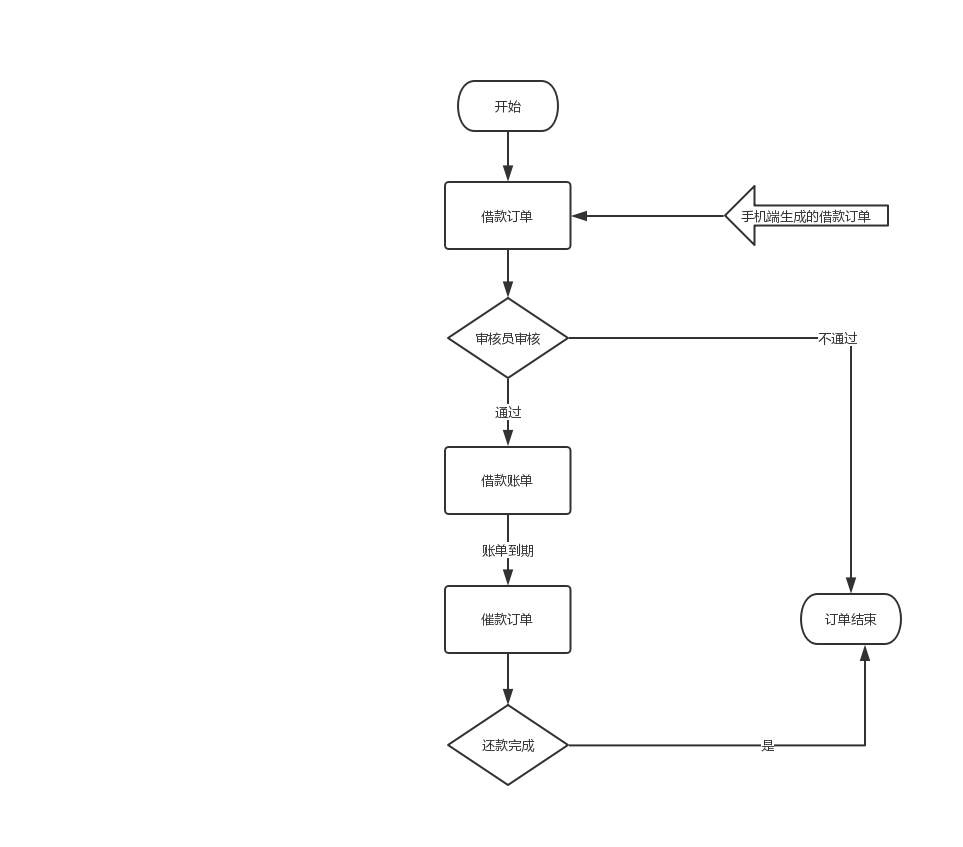 开始
借款订单
手机端生成的借款订单
审核员审核
不通过
通过
借款账单
账单到期
催款订单
订单结束
还款完成
是